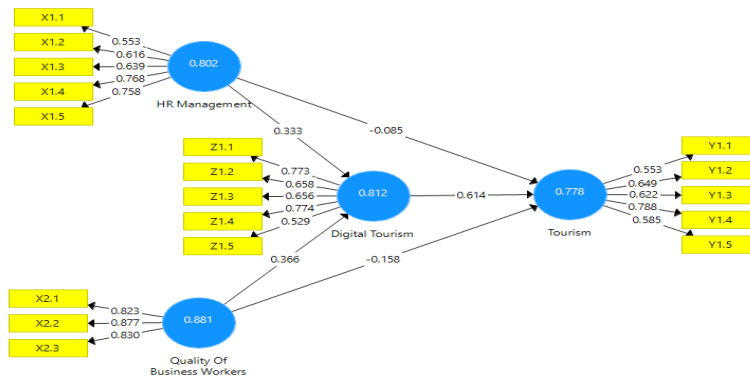 X1.1
X1.2
X1.3
X1.4
X1.5
0.553
0.616
0.639
0.768
0.758
0.802
HR Management
0.333
-0.085
Z1.1
Z1.2
Z1.3
Z1.4
Z1.5
0.773
0.658
0.656
0.774
0.529
0.812
Digital Tourism
0.614
0.778
Tourism
0.553
0.649
0.622
0.788
0.585
Y1.1
Y1.2
Y1.3
Y1.4
Y1.5
0.366
-0.158
X2.1
X2.2
X2.3
0.823
0.877
0.830
0.881
Quality Of
Business Workers